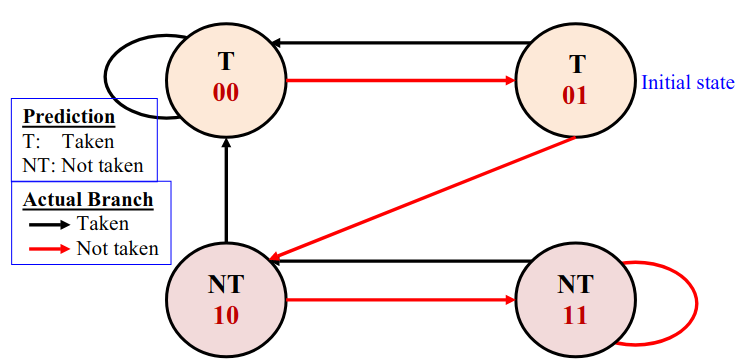 T
00
T
01
Initial state
Prediction
T: Taken
NT: Not taken
Actual Branch
Taken
Not taken
NT
10
NT
11